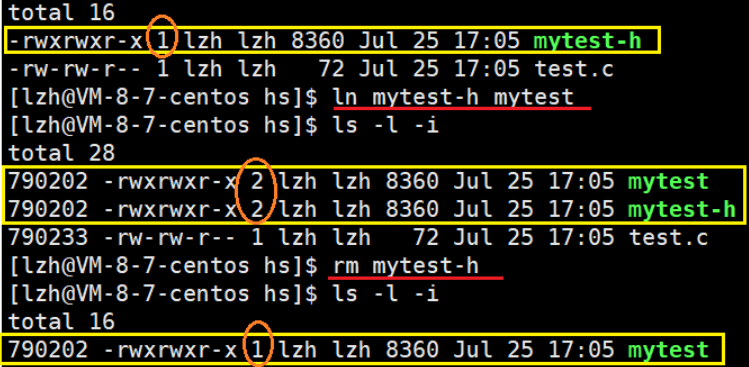 total 16
-rwxrwxr-x 1 lzh lzh 8360 Jul 25 17:05 mytest-h
-rw-rw-r-- 1 lzh lzh   72 Jul 25 17:05 test.c
[lzh@VM-8-7-centos hs]$ ln mytest-h mytest
[lzh@VM-8-7-centos hs]$ ls -l -i
total 28
790202 -rwxrwxr-x 2 lzh lzh 8360 Jul 25 17:05 mytest
790202 -rwxrwxr-x 2 lzh lzh 8360 Jul 25 17:05 mytest-h
790233 -rw-rw-r-- 1 lzh lzh   72 Jul 25 17:05 test.c
[lzh@VM-8-7-centos hs]$ rm mytest-h
[lzh@VM-8-7-centos hs]$ ls -l -i
total 16
790202 -rwxrwxr-x 1 lzh lzh 8360 Jul 25 17:05 mytest